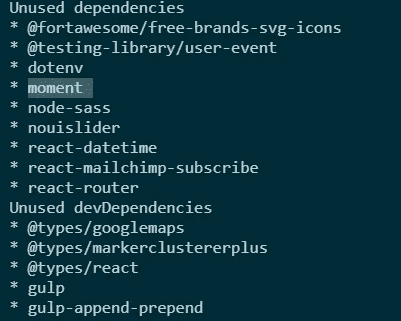 Unused dependencies
* @fortawesome/free-brands-svg-icons
* @testing-library/user-event
* dotenv
* moment
* node-sass
* nouislider
* react-datetime
* react-mailchimp-subscribe
* react-router
Unused devDependencies
* @types/googlemaps
* @types/markerclustererplus
* @types/react
* gulp
* gulp-append-prepend